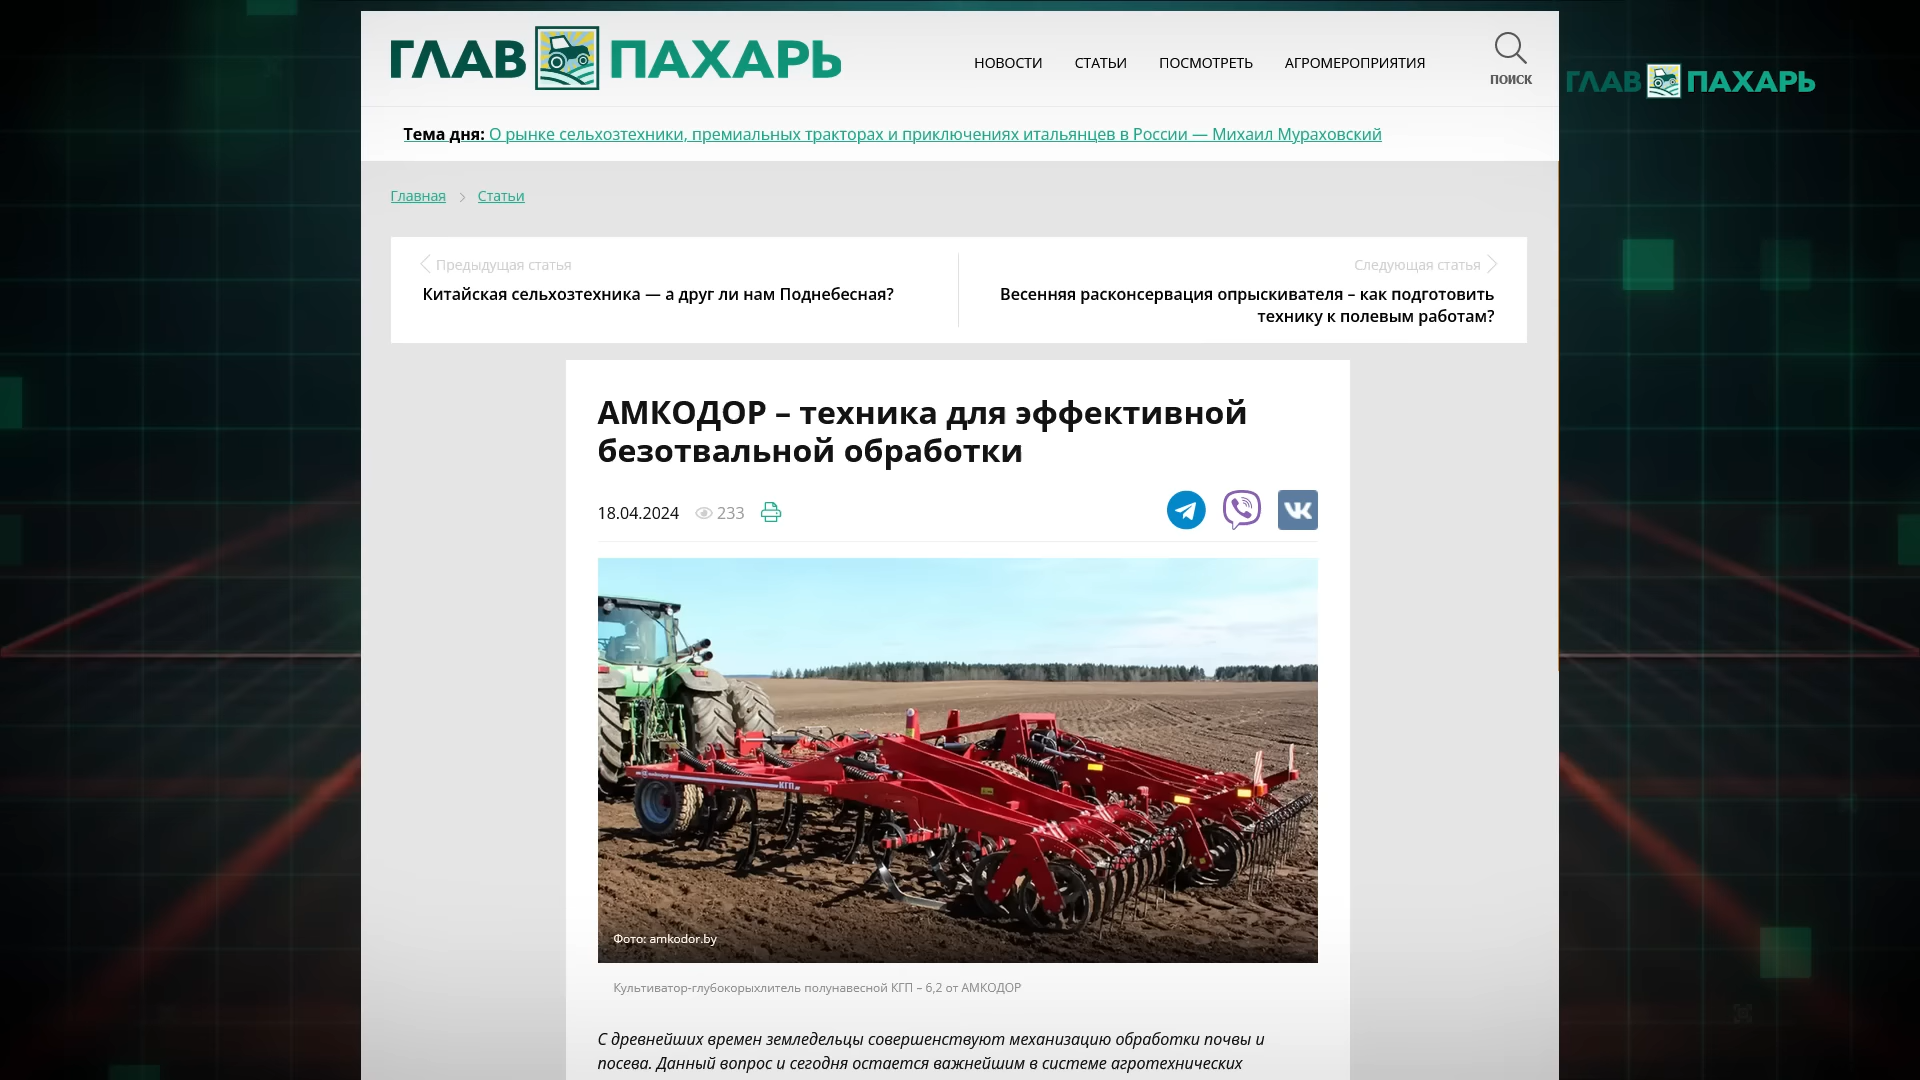 ГЛАВ ПАХАРЬ
НОВОСТИ СТАТЬИ ПОСМОТРЕТЬ АГРОМЕРОПРИЯТИЯ
ПОИСК
ГЛАВ ПАХАРЬ
Тема дня: О рынке сельхозтехники, премиальных тракторах и приключениях итальянцев в России — Михаил Мураховский
Главная Статьи
Предыдущая статья
Китайская сельхозтехника — а друг ли нам Поднебесная?
Следующая статья
Весенняя расконсервация опрыскивателя – как подготовить
технику к полевым работам?
АМКОДОР – техника для эффективной
безотвальной обработки
18.04.2024 233
КГП
Фото: amkodor.by
Культиватор-глубокорыхлитель полунавесной КГП – 6,2 от АМКОДОР
С древнейших времен земледельцы совершенствуют механизацию обработки почвы и
посева. Данный вопрос и сегодня остается важнейшим в системе агротехнических